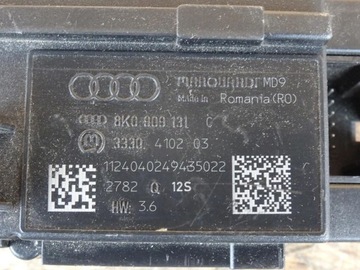 MARQUARDT MD9
Made in Romania (RO)
8K0 909 131 C
3330. 4102 03
1124040249435022
2782 Q 12S
HW: 3.6